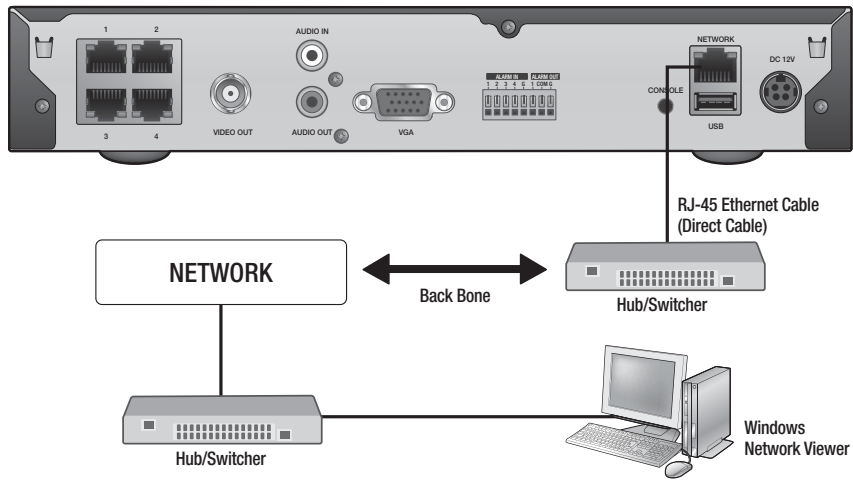 1 2
AUDIO IN
NETWORK
DC 12V
ALARM IN ALARM OUT
1 2 3 4 G 1 COM G
CONSOLE
3 4
VIDEO OUT
AUDIO OUT
VGA
USB
RJ-45 Ethernet Cable
(Direct Cable)
NETWORK
Back Bone
Hub/Switcher
Hub/Switcher
Windows
Network Viewer